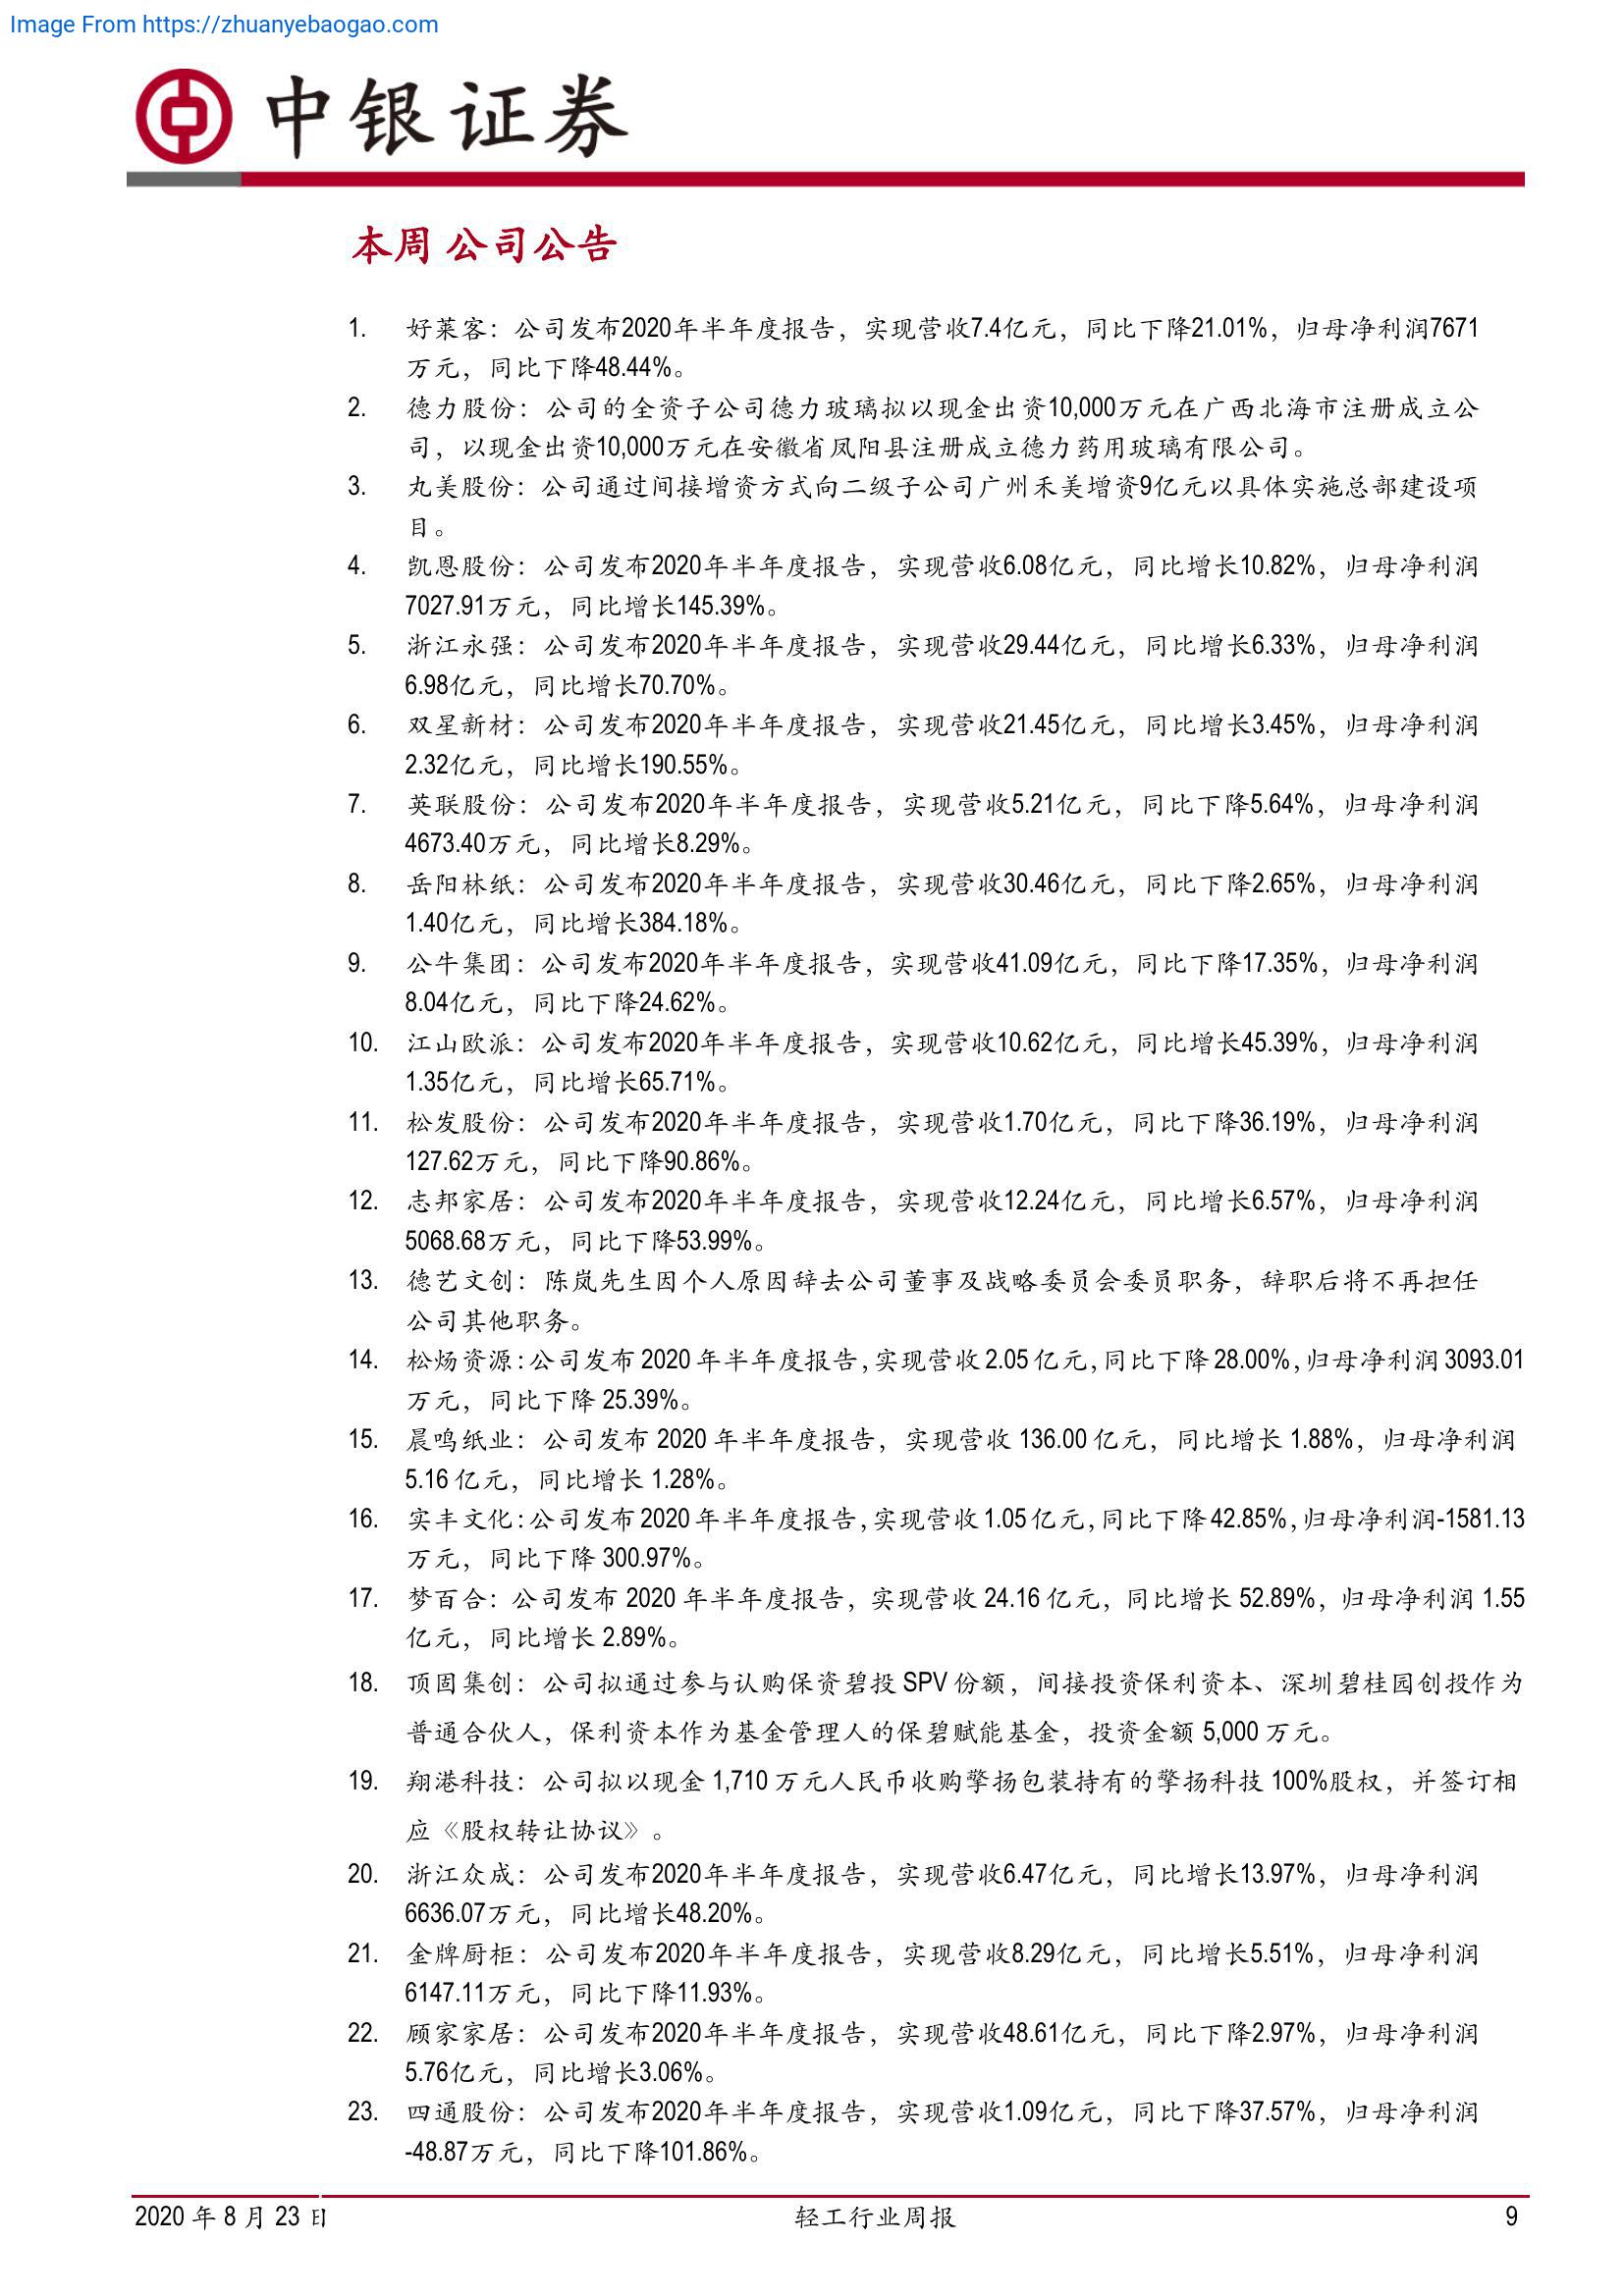 Image From https://zhuanyebaogao.com
中银证券
本周公司公告
1. 好莱客：公司发布2020年半年度报告，实现营收7.4亿元，同比下降21.01%，归母净利润7671
万元，同比下降48.44%。
2. 德力股份：公司的全资子公司德力玻璃拟以现金出资10,000万元在广西北海市注册成立公
司，以现金出资10,000万元在安徽省凤阳县注册成立德力药用玻璃有限公司。
3. 丸美股份：公司通过间接增资方式向二级子公司广州禾美增资9亿元以具体实施总部建设项
目。
4. 凯恩股份：公司发布2020年半年度报告，实现营收6.08亿元，同比增长10.82%，归母净利润
7027.91万元，同比增长145.39%。
5. 浙江永强：公司发布2020年半年度报告，实现营收29.44亿元，同比增长6.33%，归母净利润
6.98亿元，同比增长70.70%。
6. 双星新材：公司发布2020年半年度报告，实现营收21.45亿元，同比增长3.45%，归母净利润
2.32亿元，同比增长190.55%。
7. 英联股份：公司发布2020年半年度报告，实现营收5.21亿元，同比下降5.64%，归母净利润
4673.40万元，同比增长8.29%。
8. 岳阳林纸：公司发布2020年半年度报告，实现营收30.46亿元，同比下降2.65%，归母净利润
1.40亿元，同比增长384.18%。
9. 公牛集团：公司发布2020年半年度报告，实现营收41.09亿元，同比下降17.35%，归母净利润
8.04亿元，同比下降24.62%。
10. 江山欧派：公司发布2020年半年度报告，实现营收10.62亿元，同比增长45.39%，归母净利润
1.35亿元，同比增长65.71%。
11. 松发股份：公司发布2020年半年度报告，实现营收1.70亿元，同比下降36.19%，归母净利润
127.62万元，同比下降90.86%。
12. 志邦家居：公司发布2020年半年度报告，实现营收12.24亿元，同比增长6.57%，归母净利润
5068.68万元，同比下降53.99%。
13. 德艺文创：陈岚先生因个人原因辞去公司董事及战略委员会委员职务，辞职后将不再担任
公司其他职务。
14. 松炀资源：公司发布 2020 年半年度报告，实现营收 2.05 亿元，同比下降 28.00%，归母净利润 3093.01
万元，同比下降 25.39%。
15. 晨鸣纸业：公司发布 2020 年半年度报告，实现营收 136.00 亿元，同比增长 1.88%，归母净利润
5.16 亿元，同比增长 1.28%。
16. 实丰文化：公司发布 2020 年半年度报告，实现营收 1.05 亿元，同比下降 42.85%，归母净利润-1581.13
万元，同比下降 300.97%。
17. 梦百合：公司发布 2020 年半年度报告，实现营收 24.16 亿元，同比增长 52.89%，归母净利润 1.55
亿元，同比增长 2.89%。
18. 顶固集创：公司拟通过参与认购保资碧投 SPV 份额，间接投资保利资本、深圳碧桂园创投作为
普通合伙人，保利资本作为基金管理人的保碧赋能基金，投资金额 5,000 万元。
19. 翔港科技：公司拟以现金 1,710 万元人民币收购擎扬包装持有的擎扬科技 100%股权，并签订相
应《股权转让协议》。
20. 浙江众成：公司发布2020年半年度报告，实现营收6.47亿元，同比增长13.97%，归母净利润
6636.07万元，同比增长48.20%。
21. 金牌厨柜：公司发布2020年半年度报告，实现营收8.29亿元，同比增长5.51%，归母净利润
6147.11万元，同比下降11.93%。
22. 顾家家居：公司发布2020年半年度报告，实现营收48.61亿元，同比下降2.97%，归母净利润
5.76亿元，同比增长3.06%。
23. 四通股份：公司发布2020年半年度报告，实现营收1.09亿元，同比下降37.57%，归母净利润
-48.87万元，同比下降101.86%。
2020 年 8 月 23 日 轻工行业周报 9